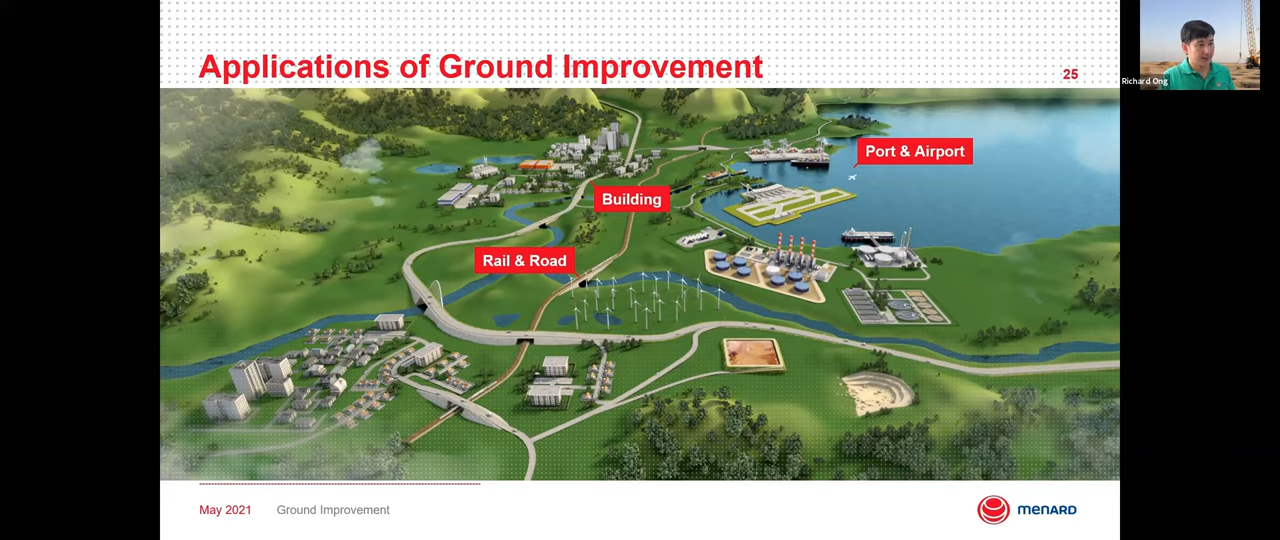 Applications of Ground Improvement
25
Richard Ong
Port & Airport
Building
Rail & Road
May 2021
Ground Improvement
MENARD